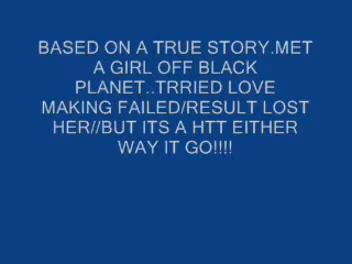 BASED ON A TRUE STORY.MET
A GIRL OFF BLACK
PLANET..TRRIED LOVE
MAKING FAILED/RESULT LOST
HER//BUT ITS A HTT EITHER
WAY IT GO!!!!